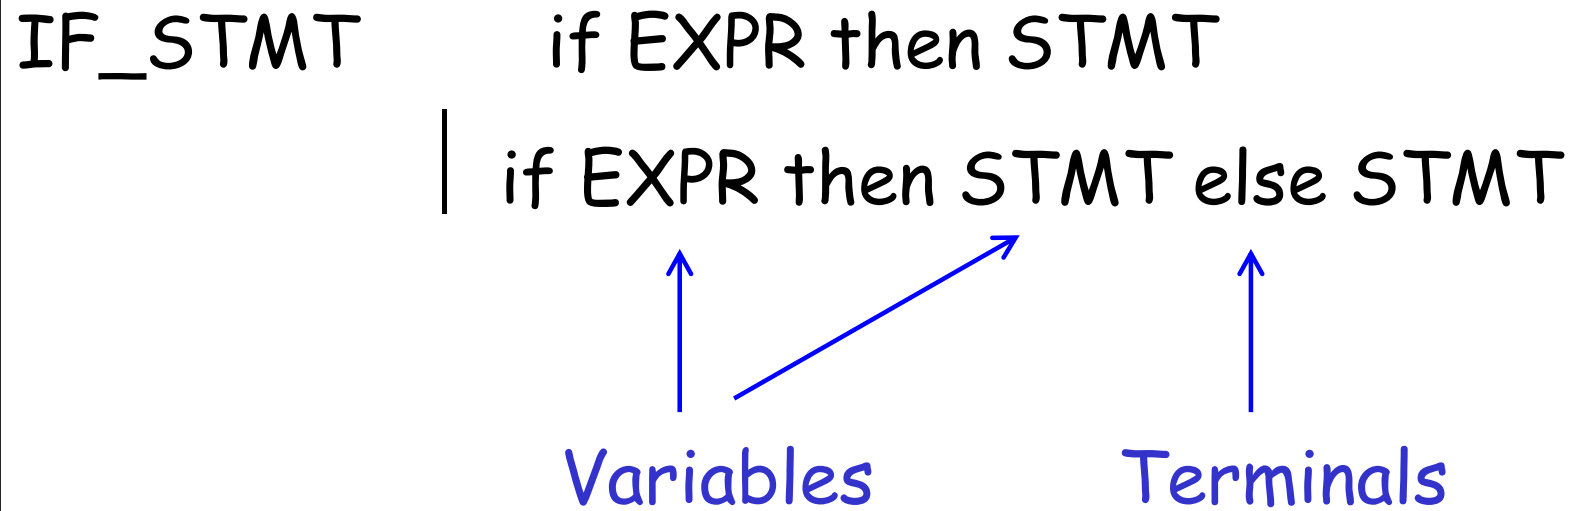 IF_STMT if EXPR then STMT
| if EXPR then STMT else STMT
Variables Terminals